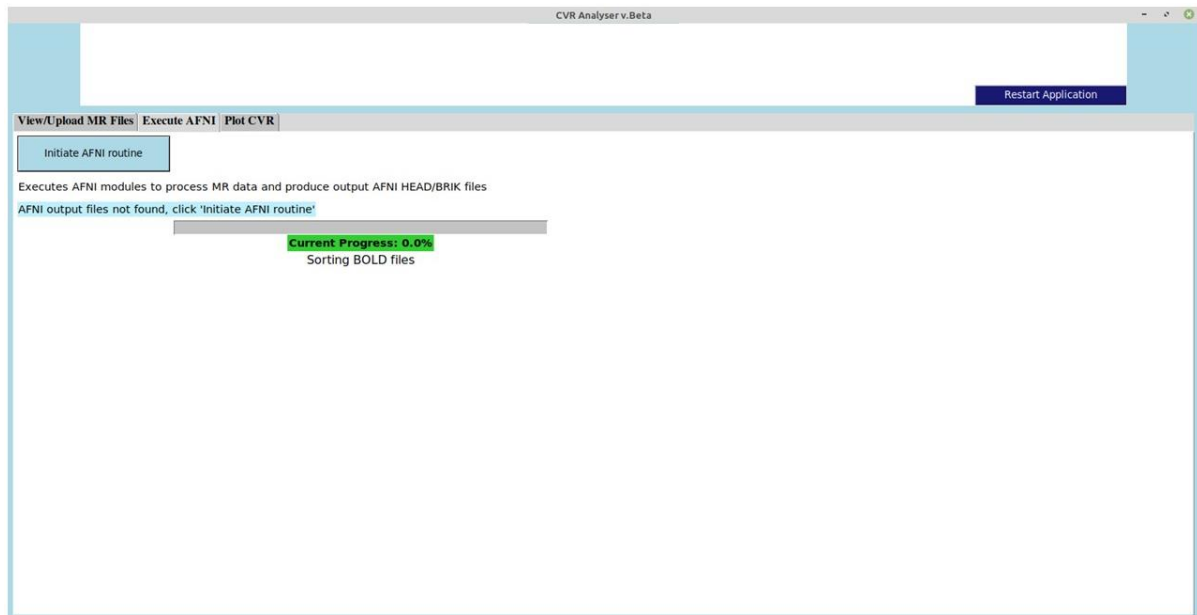 CVR Analyser v.Beta
Restart Application
View/Upload MR Files Execute AFNI Plot CVR
Initiate AFNI routine
Executes AFNI modules to process MR data and produce output AFNI HEAD/BRIK files
AFNI output files not found, click 'Initiate AFNI routine'
Current Progress: 0.0%
Sorting BOLD files